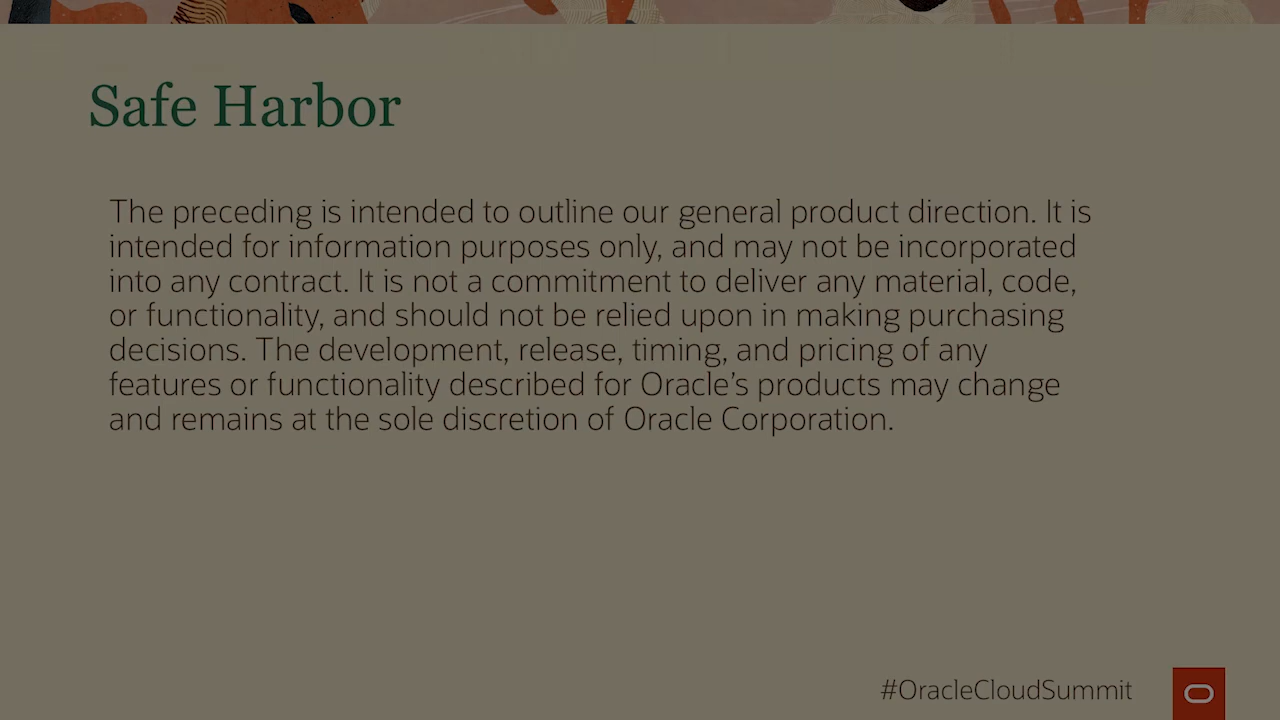 Safe Harbor
The preceding is intended to outline our general product direction. It is
intended for information purposes only, and may not be incorporated
into any contract. It is not a commitment to deliver any material, code,
or functionality, and should not be relied upon in making purchasing
decisions. The development, release, timing, and pricing of any
features or functionality described for Oracle’s products may change
and remains at the sole discretion of Oracle Corporation.
#OracleCloudSummit